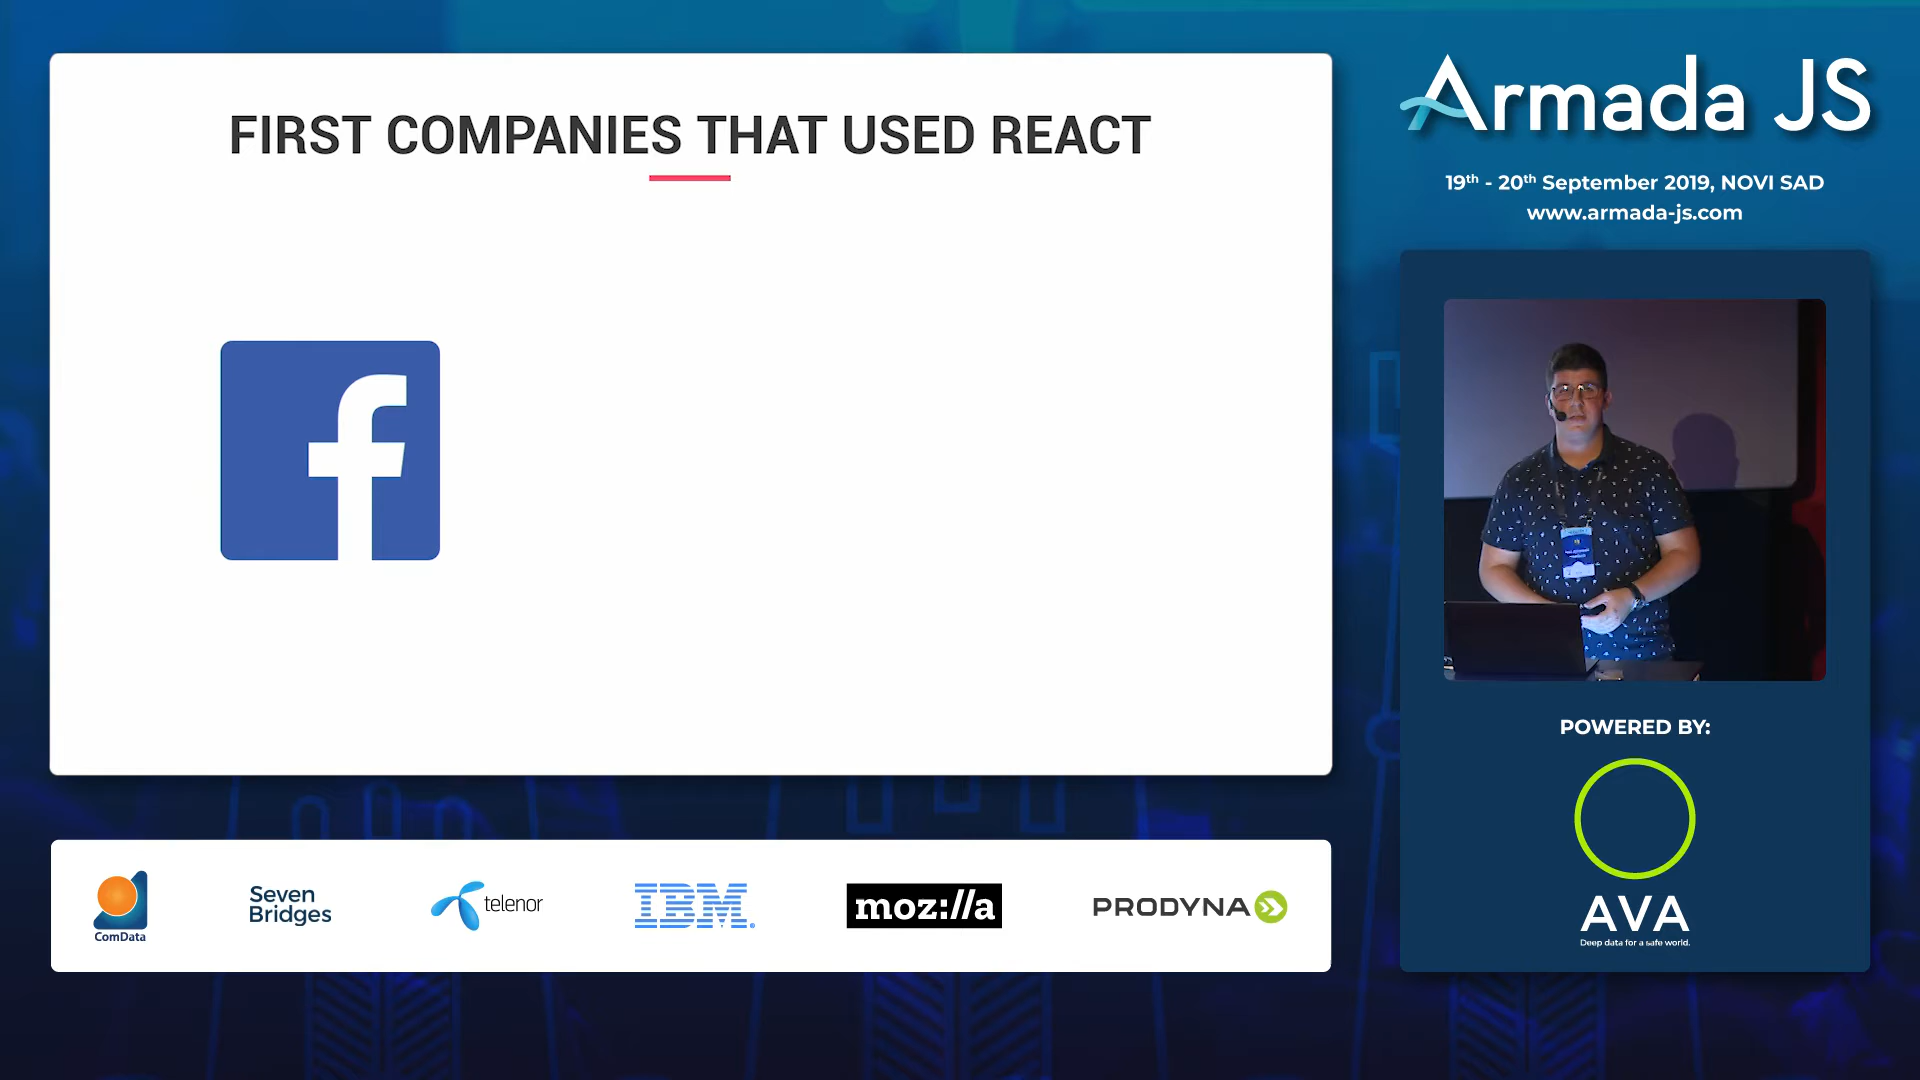 FIRST COMPANIES THAT USED REACT
Armada JS
19th - 20th September 2019, NOVI SAD
www.armada-js.com
POWERED BY:
AVA
Deep data for a safe world.
ComData
Seven
Bridges
telenor
IBM®
moz://a
PRODYNA